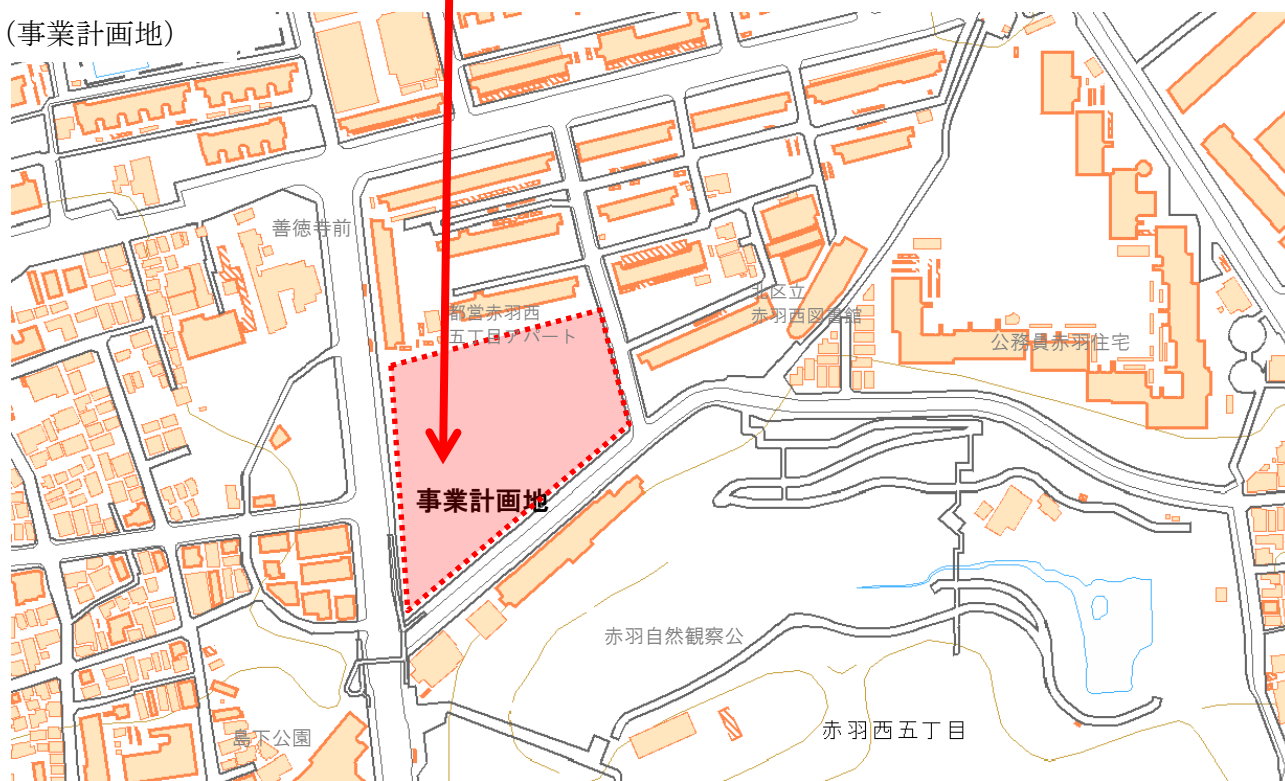 (事業計画地)
善徳寺前
都営赤羽西
五丁目アパート
北区立
赤羽西図書館
公務員赤羽住宅
事業計画地
赤羽自然観察公
赤羽西五丁目
島下公園